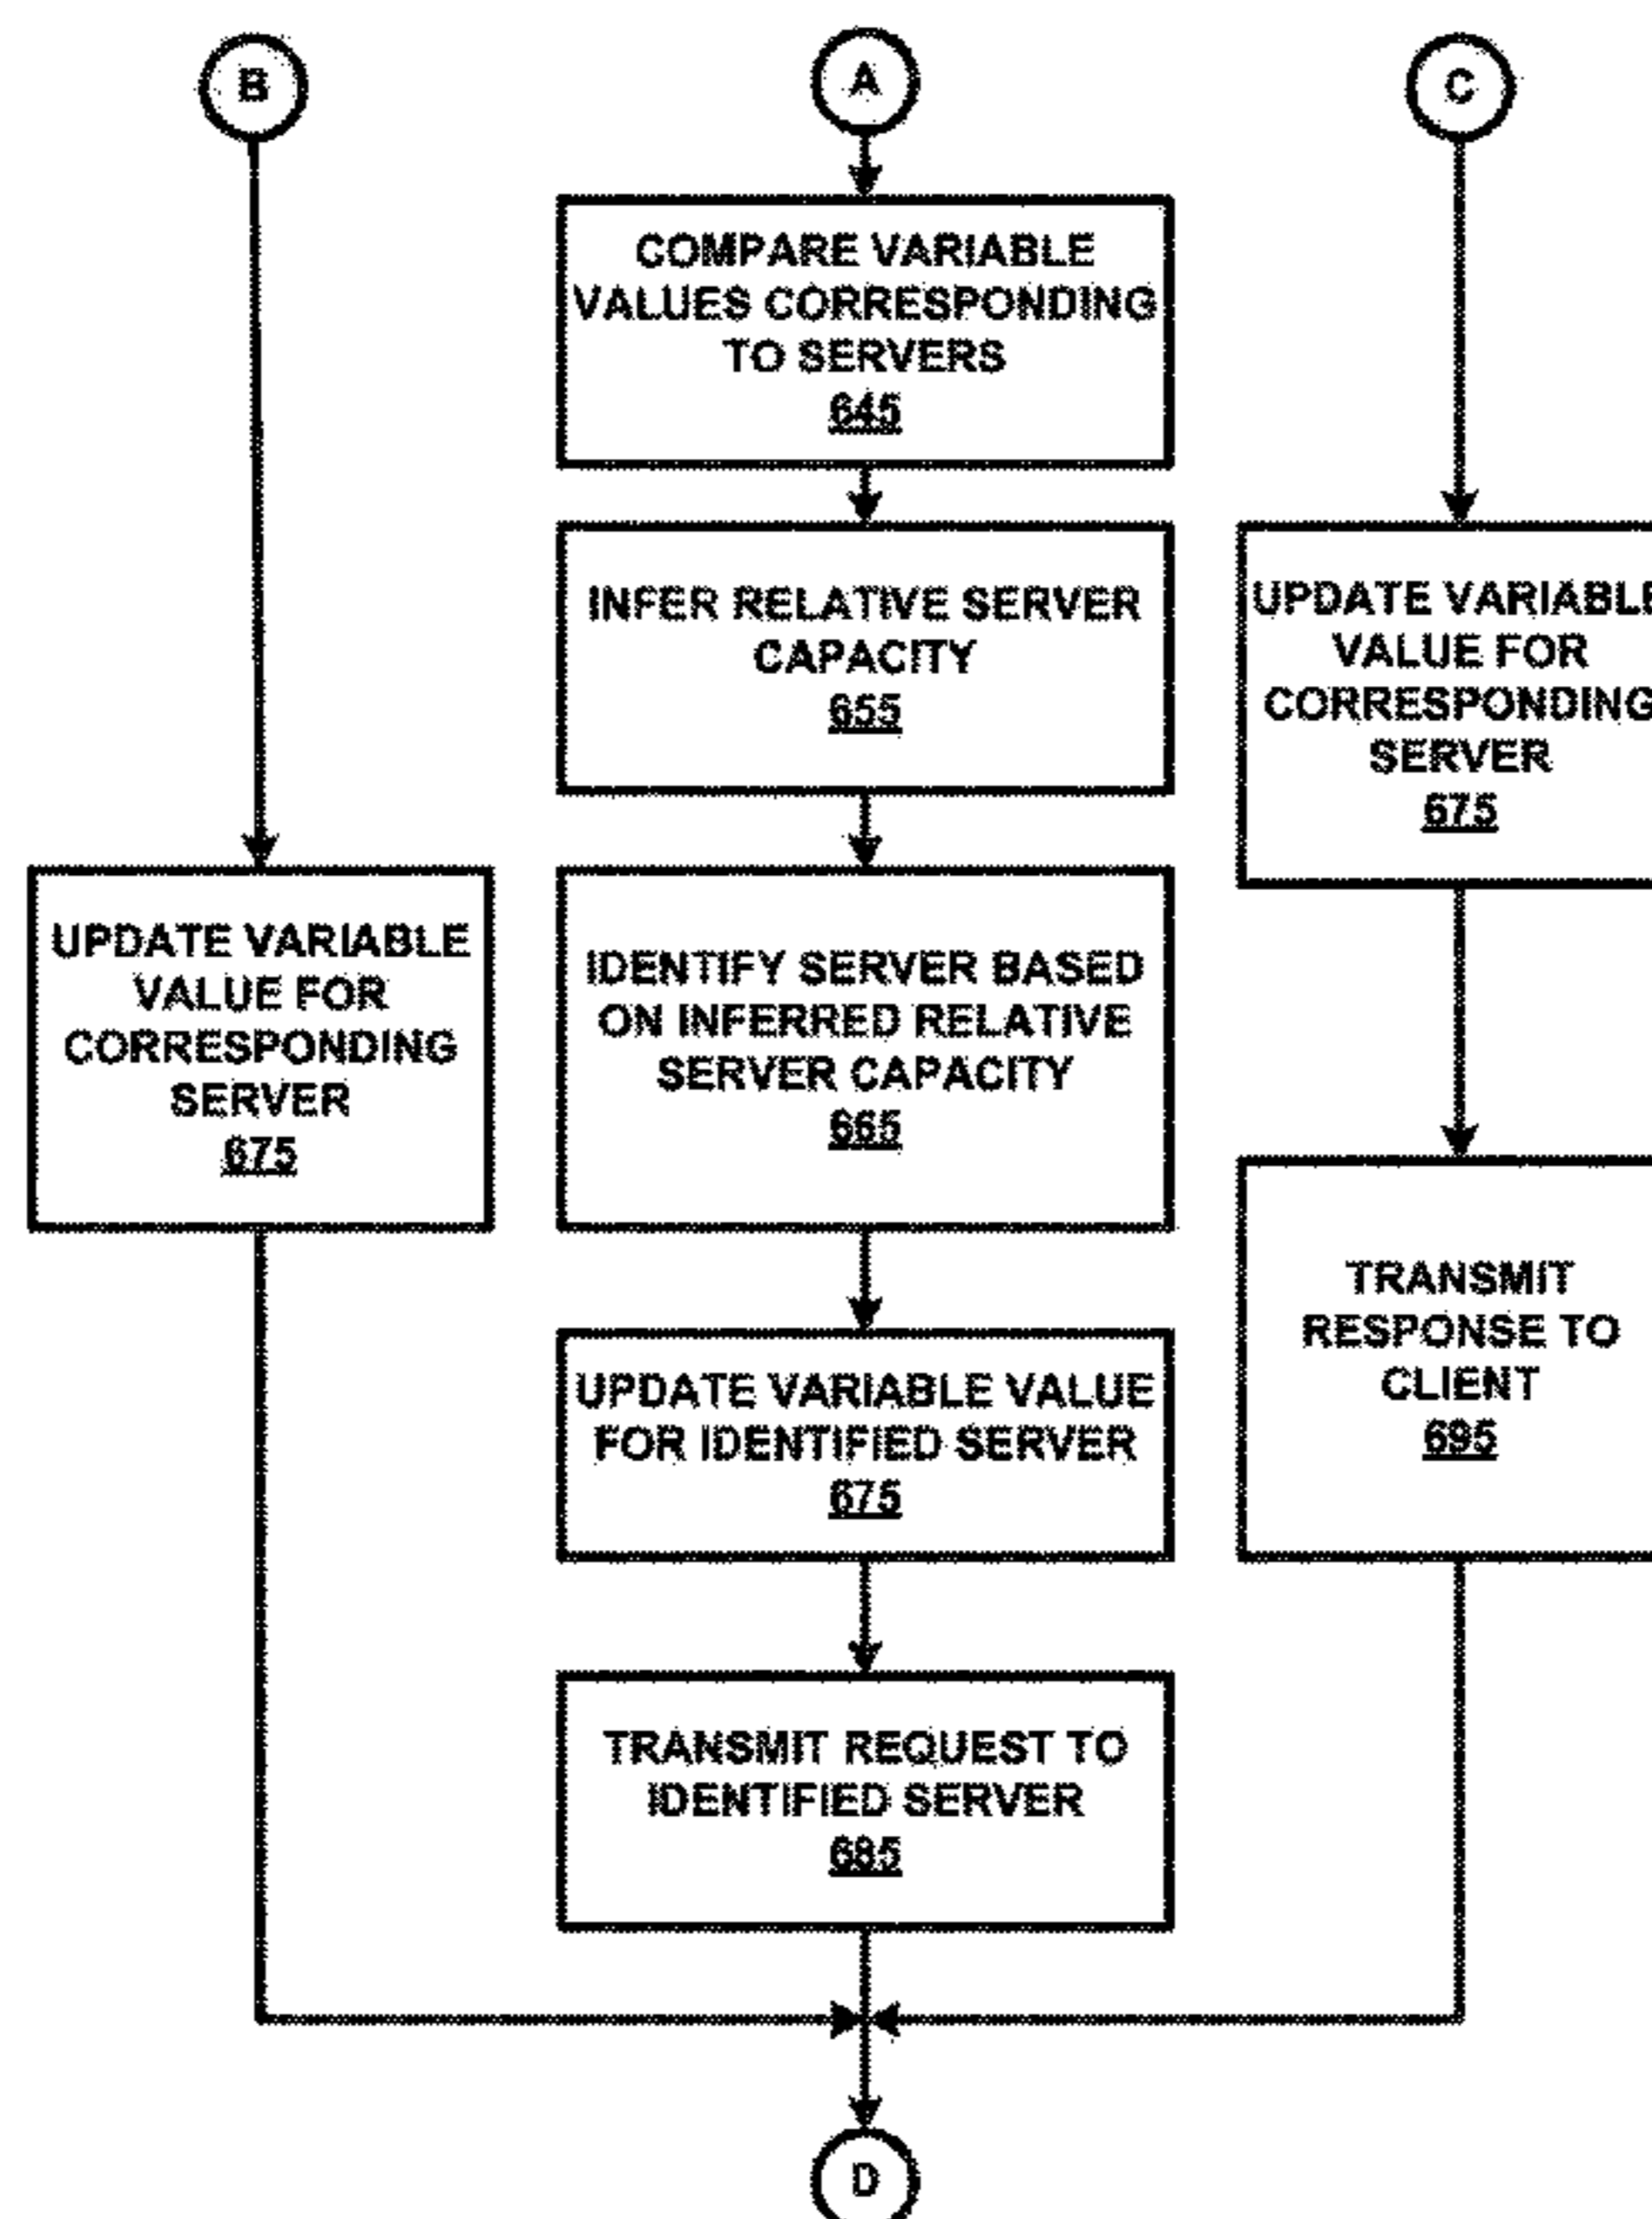 B
A
C
COMPARE VARIABLE
VALUES CORRESPONDING
TO SERVERS
645
INFER RELATIVE SERVER
CAPACITY
655
UPDATE VARIABLE
VALUE FOR
CORRESPONDING
SERVER
675
UPDATE VARIABLE
VALUE FOR
CORRESPONDING
SERVER
675
IDENTIFY SERVER BASED
ON INFERRED RELATIVE
SERVER CAPACITY
665
TRANSMIT
RESPONSE TO
CLIENT
695
UPDATE VARIABLE VALUE
FOR IDENTIFIED SERVER
675
TRANSMIT REQUEST TO
IDENTIFIED SERVER
685
D